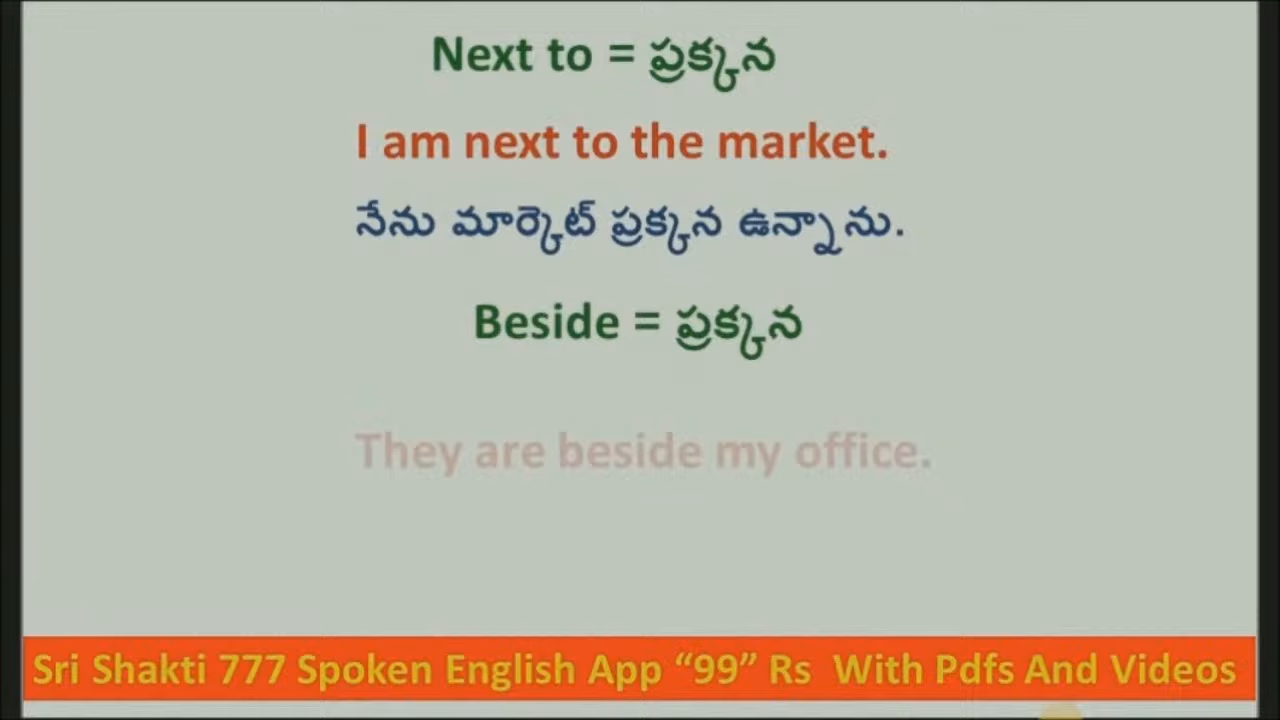 Next to = ప్రక్కన
I am next to the market.
నేను మార్కెట్ ప్రక్కన ఉన్నాను.
Beside = ప్రక్కన
They are beside my office.
Sri Shakti 777 Spoken English App “99” Rs With Pdfs And Videos